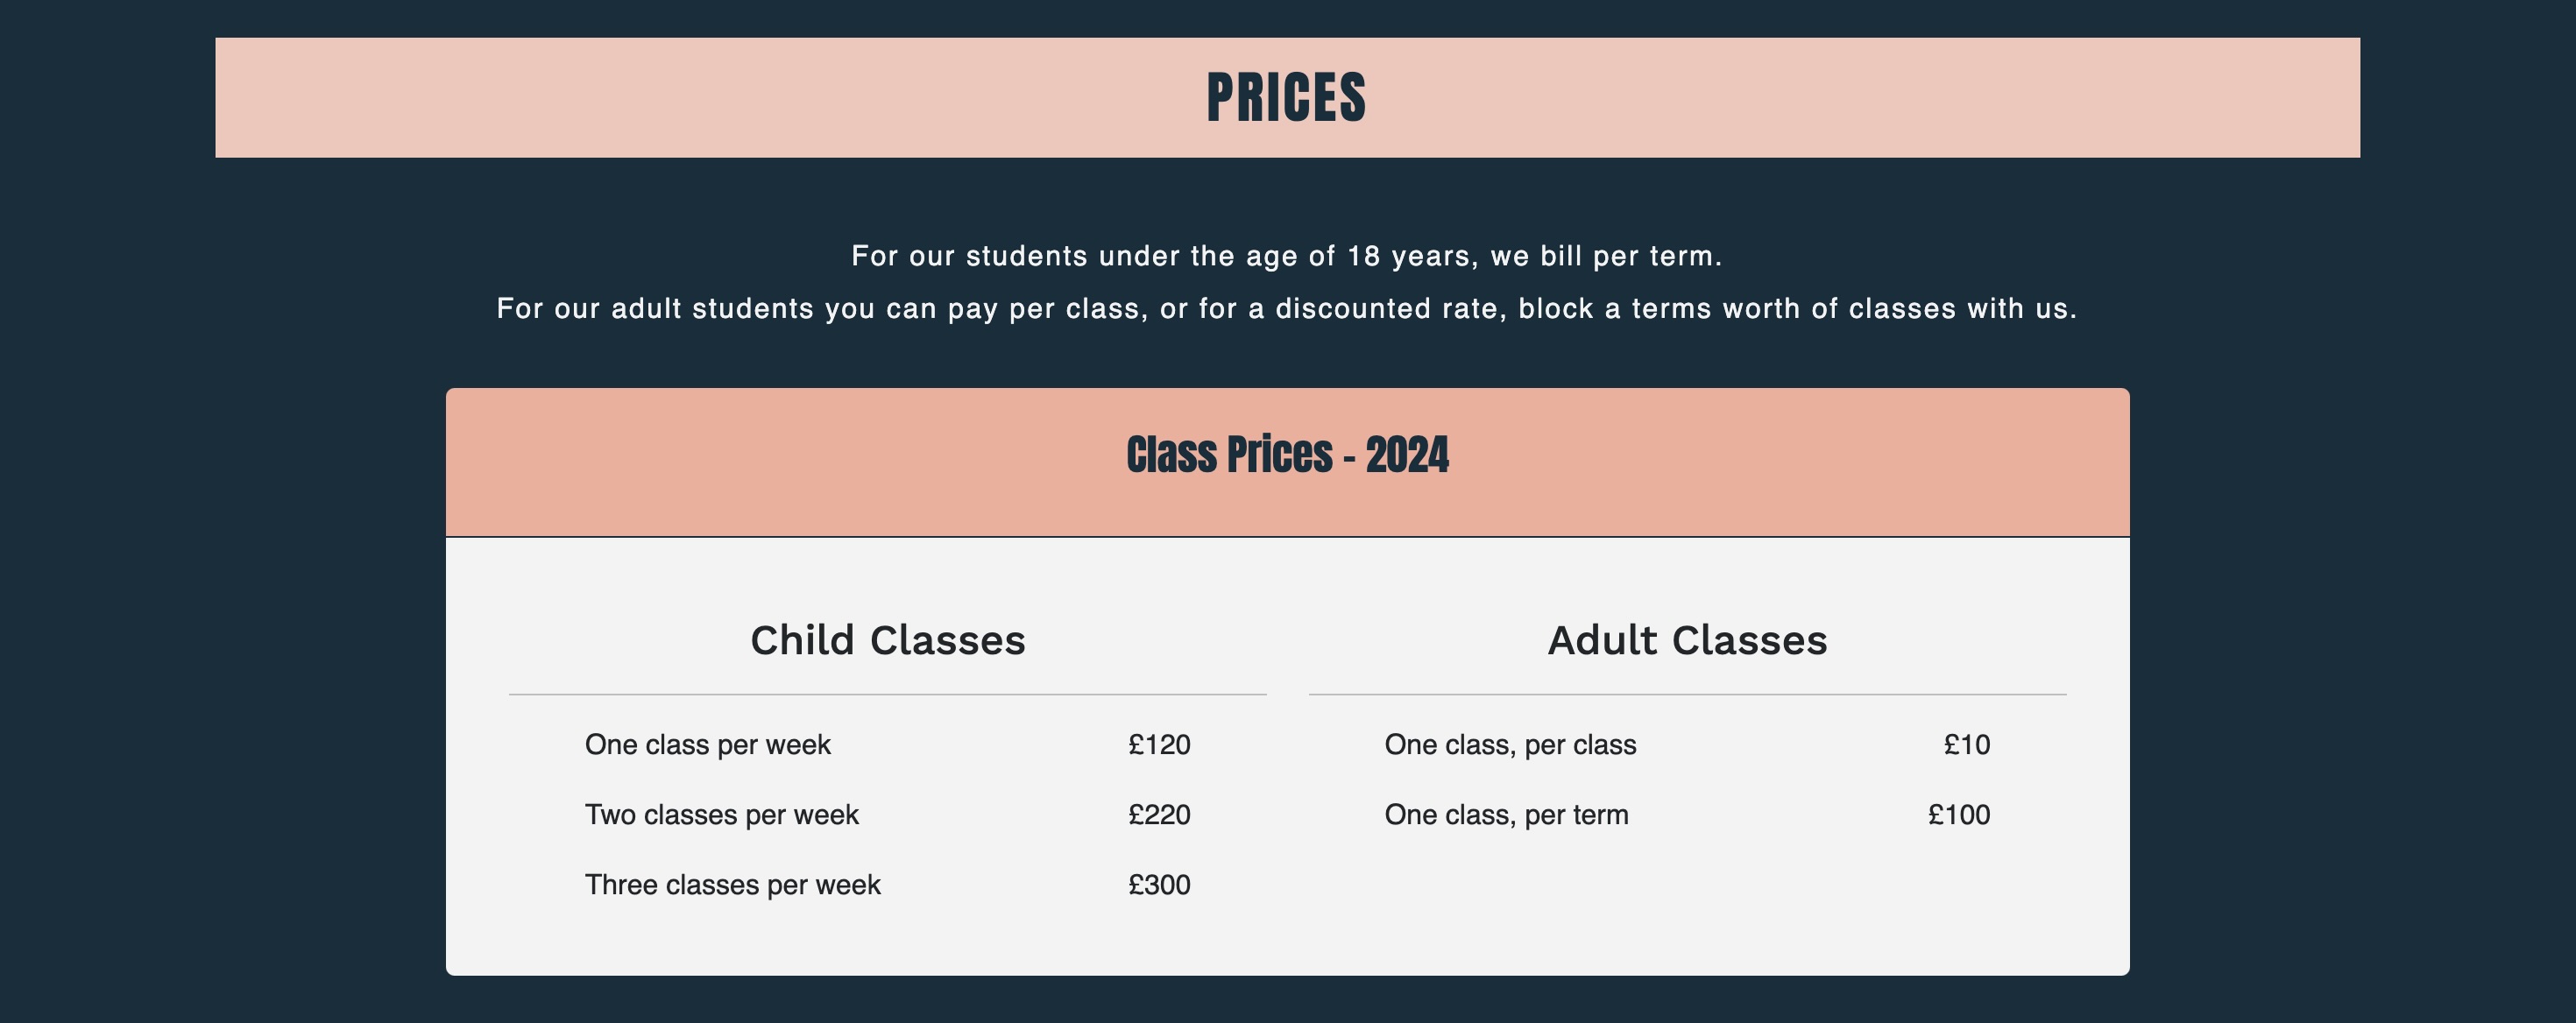 PRICES
For our students under the age of 18 years, we bill per term.
For our adult students you can pay per class, or for a discounted rate, block a terms worth of classes with us.
Class Prices - 2024
Child Classes
One class per week £120
Two classes per week £220
Three classes per week £300
Adult Classes
One class, per class £10
One class, per term £100